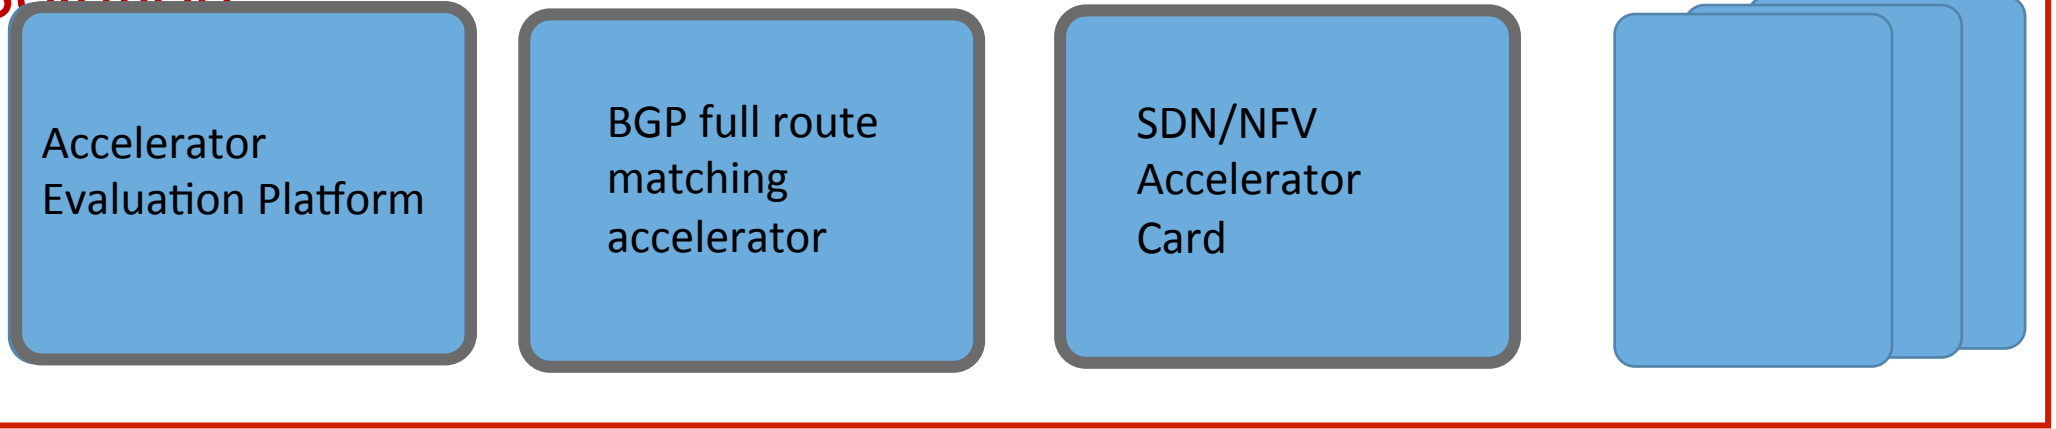 Accelerator
Evaluation Platform
BGP full route
matching
accelerator
SDN/NFV
Accelerator
Card